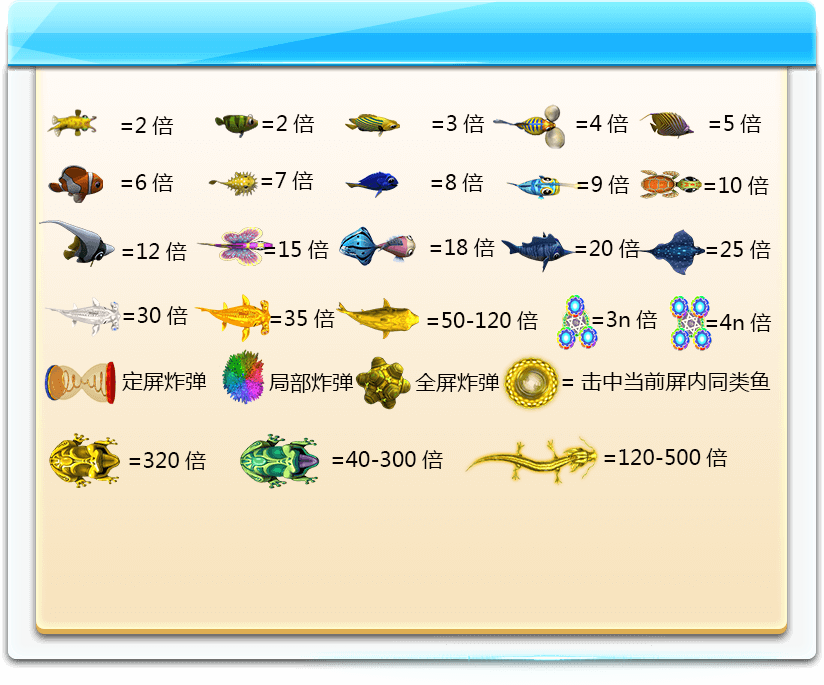 =2 倍 =2 倍 =3 倍 =4 倍 =5 倍
=6 倍 =7 倍 =8 倍 =9 倍 =10 倍
=12 倍 =15 倍 =18 倍 =20 倍 =25 倍
=30 倍 =35 倍 =50-120 倍 =3n 倍 =4n 倍
定屏炸弹 局部炸弹 全屏炸弹 = 击中当前屏内同类鱼
=320 倍 =40-300 倍 =120-500 倍